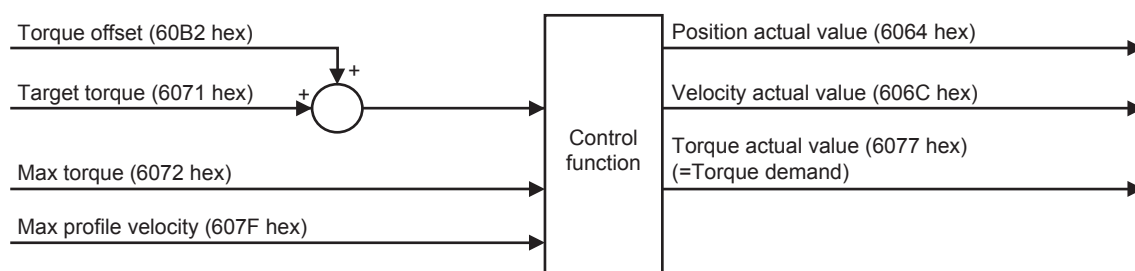 Torque offset (60B2 hex)
+
Target torque (6071 hex)
+
Max torque (6072 hex)
Max profile velocity (607F hex)
Control
function
Position actual value (6064 hex)
Velocity actual value (606C hex)
Torque actual value (6077 hex)
(=Torque demand)